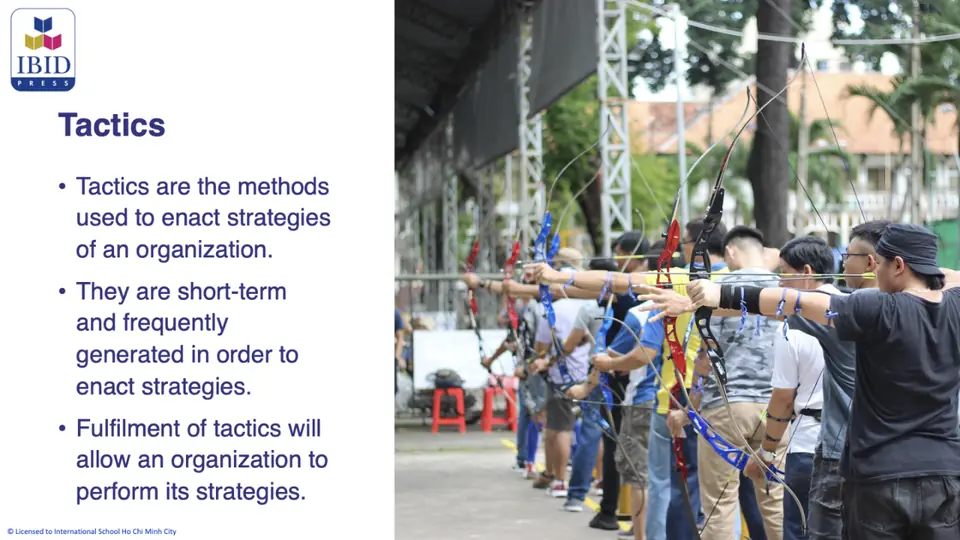 IBID
PRESS
Tactics
• Tactics are the methods
used to enact strategies
of an organization.
• They are short-term
and frequently
generated in order to
enact strategies.
• Fulfilment of tactics will
allow an organization to
perform its strategies.
© Licensed to International School Ho Chi Minh City